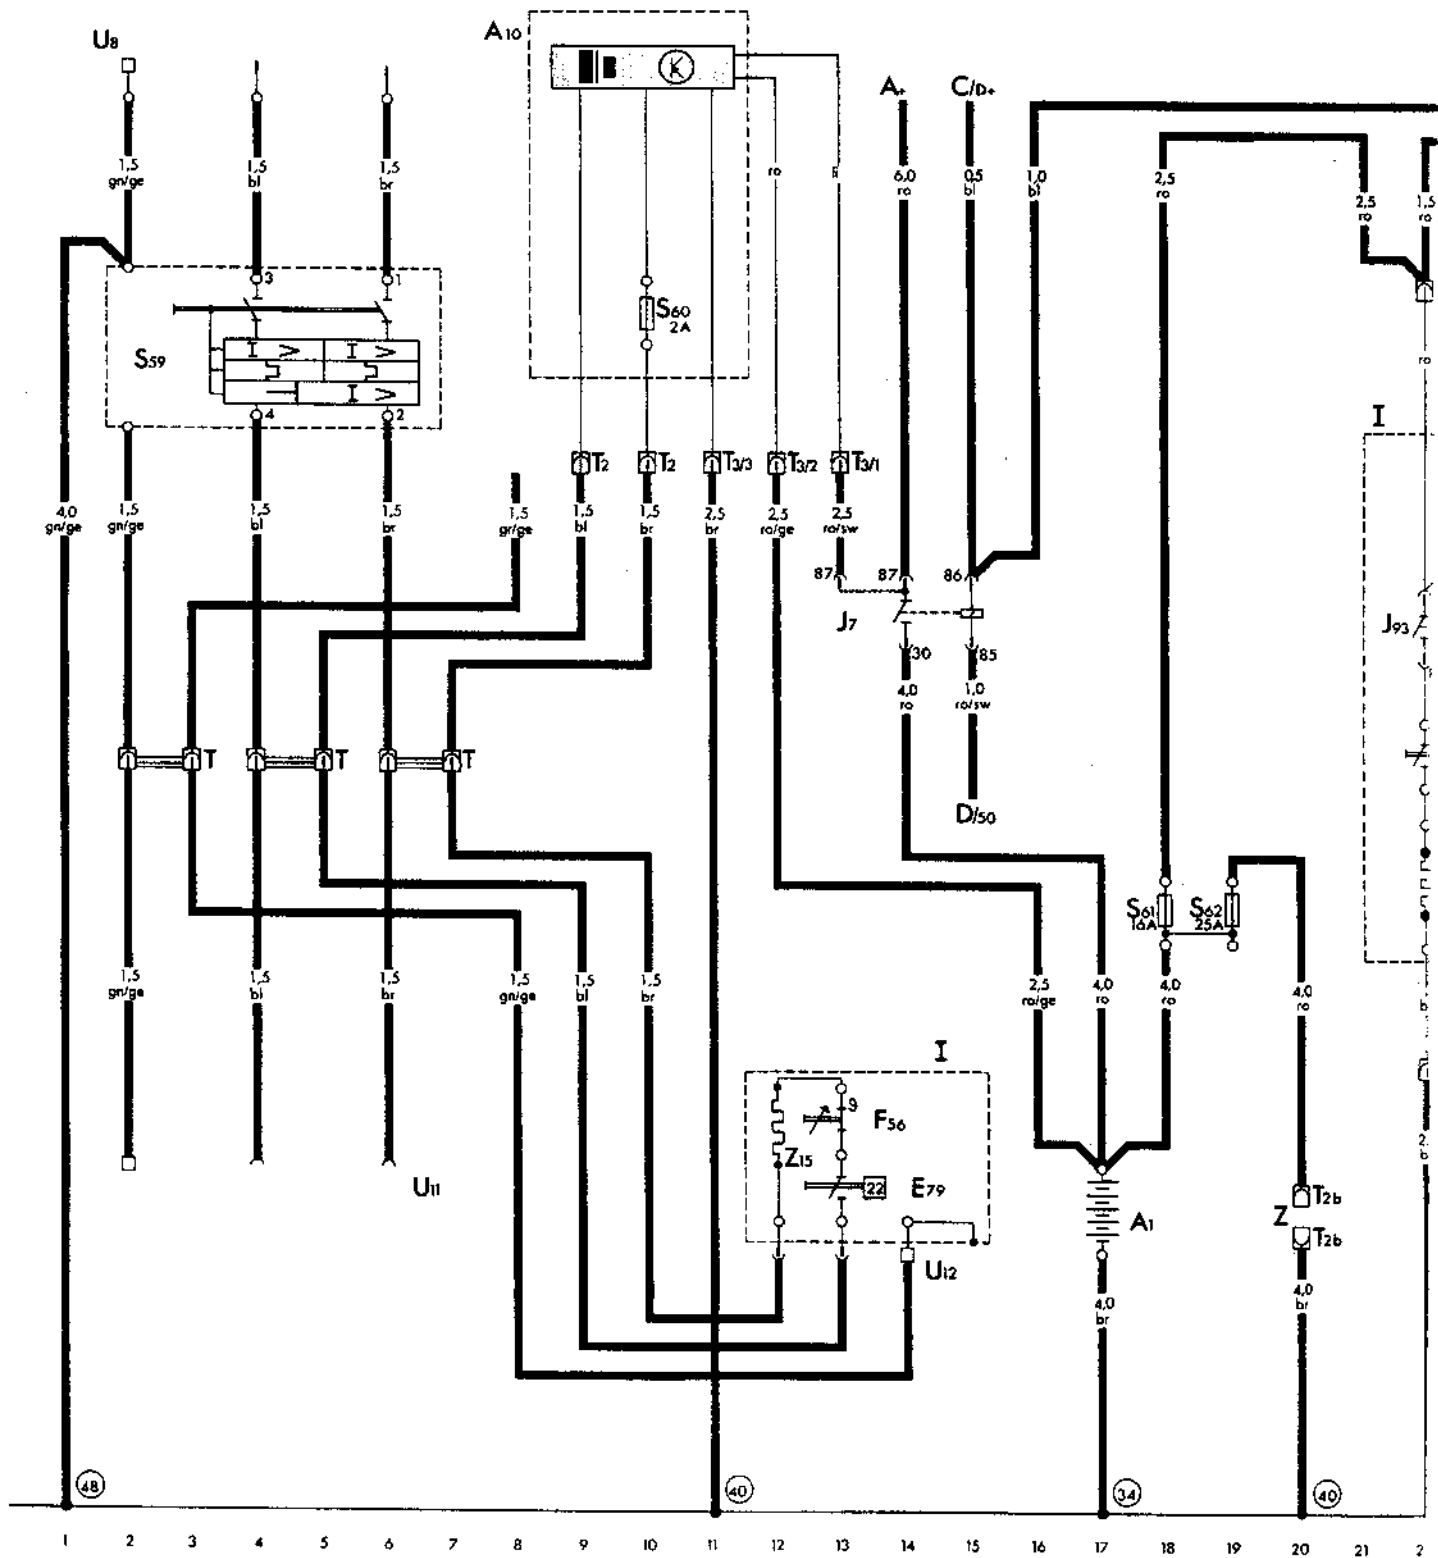 U8
A10
A+
C/D+
1,5
gn/ge
1,5
bl
1,5
br
ro
li
6,0
ro
0,5
bl
1,0
bl
2,5
ro
2,5
ro
1,5
ro
3
1
S59
I > I >
I >
4
2
S60
2A
ro
I
T2
T2
T3/3
T3/2
T3/1
4,0
gn/ge
1,5
gn/ge
1,5
bl
1,5
br
1,5
gr/ge
1,5
bl
1,5
br
2,5
br
2,5
ro/ge
2,5
ro/sw
87
87
86
J7
30
85
J93
4,0
ro
1,0
ro/sw
T
T
T
D/50
S61
16A
S62
25A
1,5
gn/ge
1,5
bl
1,5
br
1,5
gn/ge
1,5
bl
1,5
br
2,5
ro/ge
4,0
ro
4,0
ro
4,0
ro
b
I
F56
Z15
22
E79
U11
U12
A1
Z
T2b
T2b
2
b
4,0
br
4,0
br
48
40
34
40
1 2 3 4 5 6 7 8 9 10 11 12 13 14 15 16 17 18 19 20 21 2